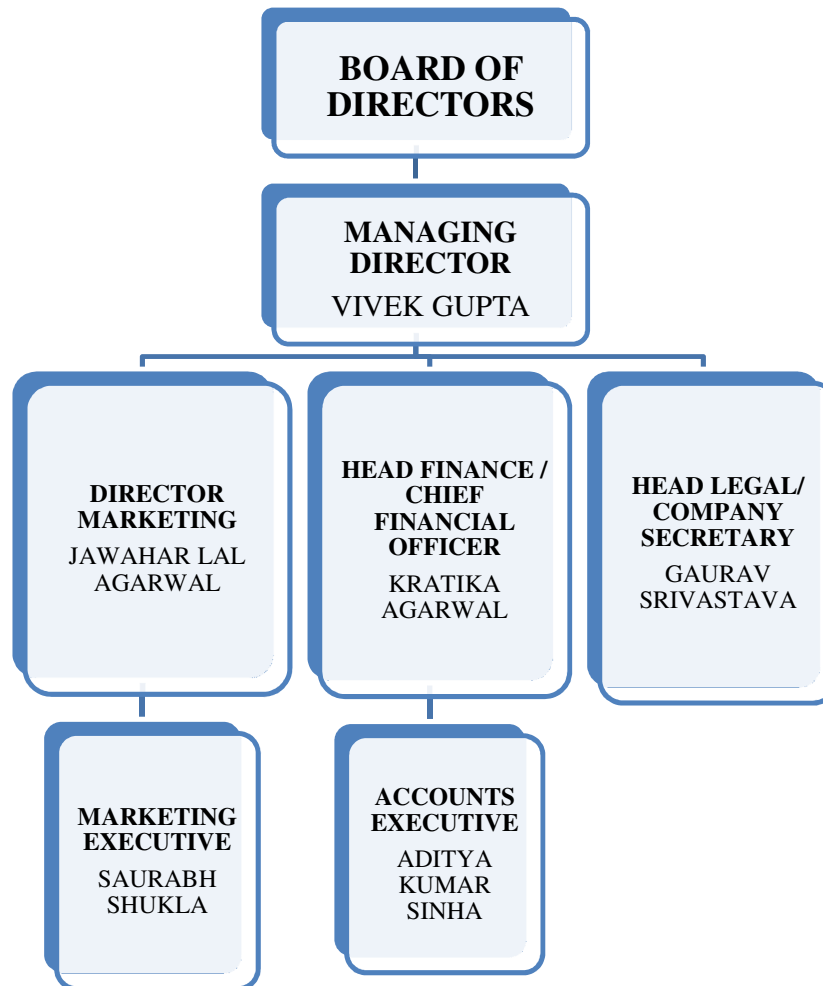 BOARD OF
DIRECTORS
MANAGING
DIRECTOR
VIVEK GUPTA
DIRECTOR
MARKETING
JAWAHAR LAL
AGARWAL
HEAD FINANCE /
CHIEF
FINANCIAL
OFFICER
KRATIKA
AGARWAL
HEAD LEGAL/
COMPANY
SECRETARY
GAURAV
SRIVASTAVA
MARKETING
EXECUTIVE
SAURABH
SHUKLA
ACCOUNTS
EXECUTIVE
ADITYA
KUMAR
SINHA